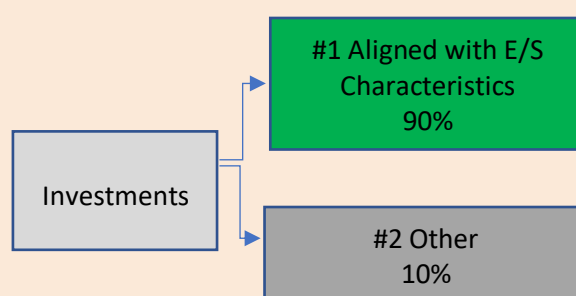 #1 Aligned with E/S
Characteristics
90%
Investments
#2 Other
10%